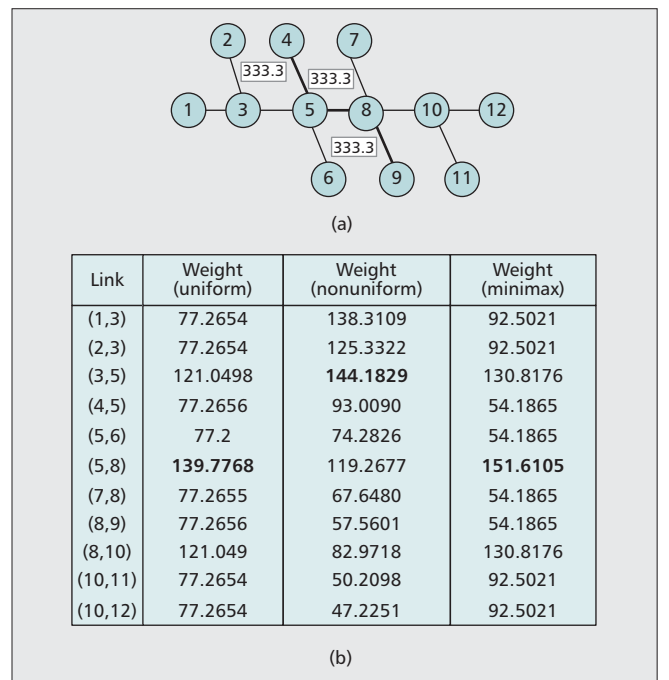 2 4 7
333.3 333.3
1 3 5 8 10 12
333.3
6 9 11
(a)
Link Weight (uniform) Weight (nonuniform) Weight (minimax)
(1,3) 77.2654 138.3109 92.5021
(2,3) 77.2654 125.3322 92.5021
(3,5) 121.0498 144.1829 130.8176
(4,5) 77.2656 93.0090 54.1865
(5,6) 77.2 74.2826 54.1865
(5,8) 139.7768 119.2677 151.6105
(7,8) 77.2655 67.6480 54.1865
(8,9) 77.2656 57.5601 54.1865
(8,10) 121.049 82.9718 130.8176
(10,11) 77.2654 50.2098 92.5021
(10,12) 77.2654 47.2251 92.5021
(b)